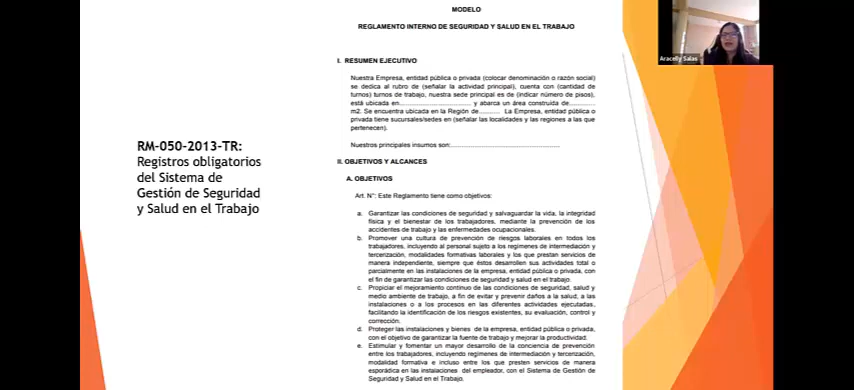 RM-050-2013-TR:
Registros obligatorios
del Sistema de
Gestión de Seguridad
y Salud en el Trabajo
MODELO
REGLAMENTO INTERNO DE SEGURIDAD Y SALUD EN EL TRABAJO
I. RESUMEN EJECUTIVO
Nuestra Empresa, entidad pública o privada (colocar denominación o razón social)
se dedica al rubro de (señalar la actividad principal), cuenta con (cantidad de
turnos) turnos de trabajo, nuestra sede principal es de (indicar número de pisos),
está ubicada en................................ y abarca un área construida de............
m2. Se encuentra ubicada en la Región de......... La Empresa, entidad pública o
privada tiene sucursales/sedes en (señalar las localidades y las regiones a las que
pertenecen).
Nuestros principales insumos son:..................................................
II. OBJETIVOS Y ALCANCES
A. OBJETIVOS
Art. N°: Este Reglamento tiene como objetivos:
a. Garantizar las condiciones de seguridad y salvaguardar la vida, la integridad
física y el bienestar de los trabajadores, mediante la prevención de los
accidentes de trabajo y las enfermedades ocupacionales.
b. Promover una cultura de prevención de riesgos laborales en todos los
trabajadores, incluyendo al personal sujeto a los regímenes de intermediación y
tercerización, modalidades formativas laborales y los que prestan servicios de
manera independiente, siempre que éstos desarrollen sus actividades total o
parcialmente en las instalaciones de la empresa, entidad pública o privada, con
el fin de garantizar las condiciones de seguridad y salud en el trabajo.
c. Propiciar el mejoramiento continuo de las condiciones de seguridad, salud y
medio ambiente de trabajo, a fin de evitar y prevenir daños a la salud, a las
instalaciones o a los procesos en las diferentes actividades ejecutadas,
facilitando la identificación de los riesgos existentes, su evaluación, control y
corrección.
d. Proteger las instalaciones y bienes de la empresa, entidad pública o privada,
con el objetivo de garantizar la fuente de trabajo y mejorar la productividad.
e. Estimular y fomentar un mayor desarrollo de la conciencia de prevención
entre los trabajadores, incluyendo regímenes de intermediación y tercerización,
modalidad formativa e incluso entre los que presten servicios de manera
esporádica en las instalaciones del empleador, con el Sistema de Gestión de
Seguridad y Salud en el Trabajo.
Aracelly Salas